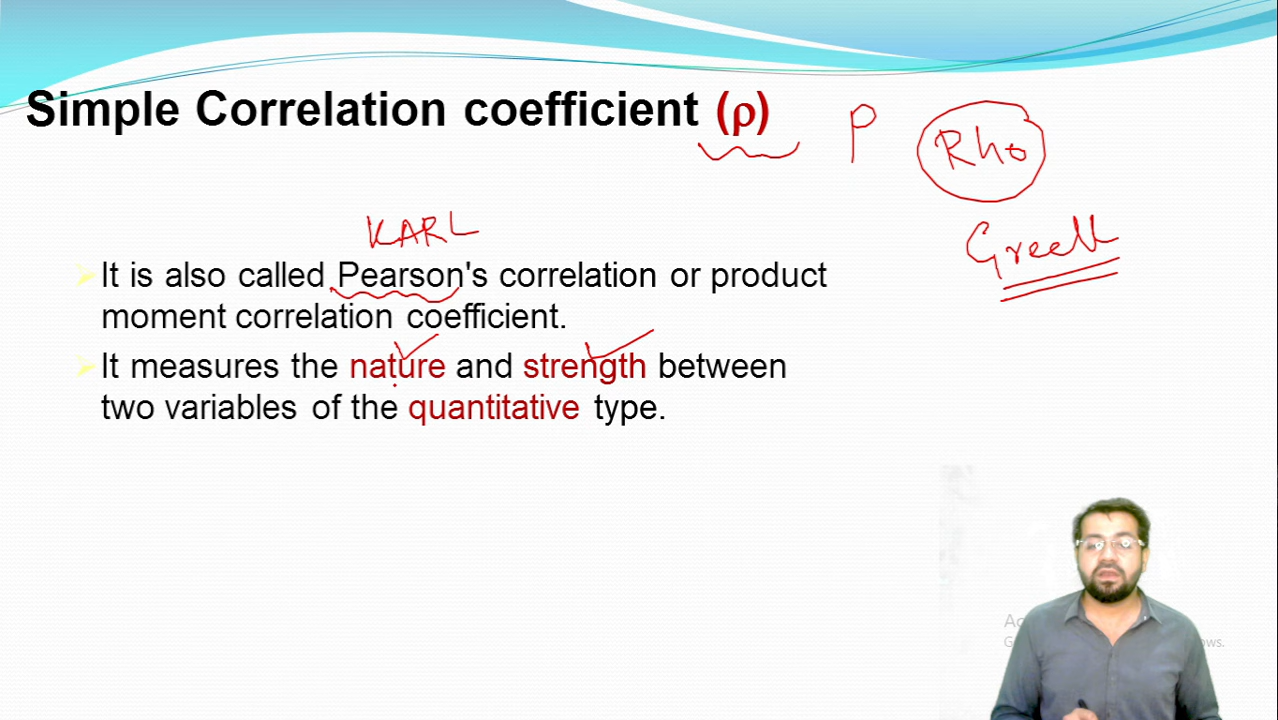 Simple Correlation coefficient (ρ)
P
Rho
Greek
KARL
It is also called Pearson's correlation or product
moment correlation coefficient.
It measures the nature and strength between
two variables of the quantitative type.